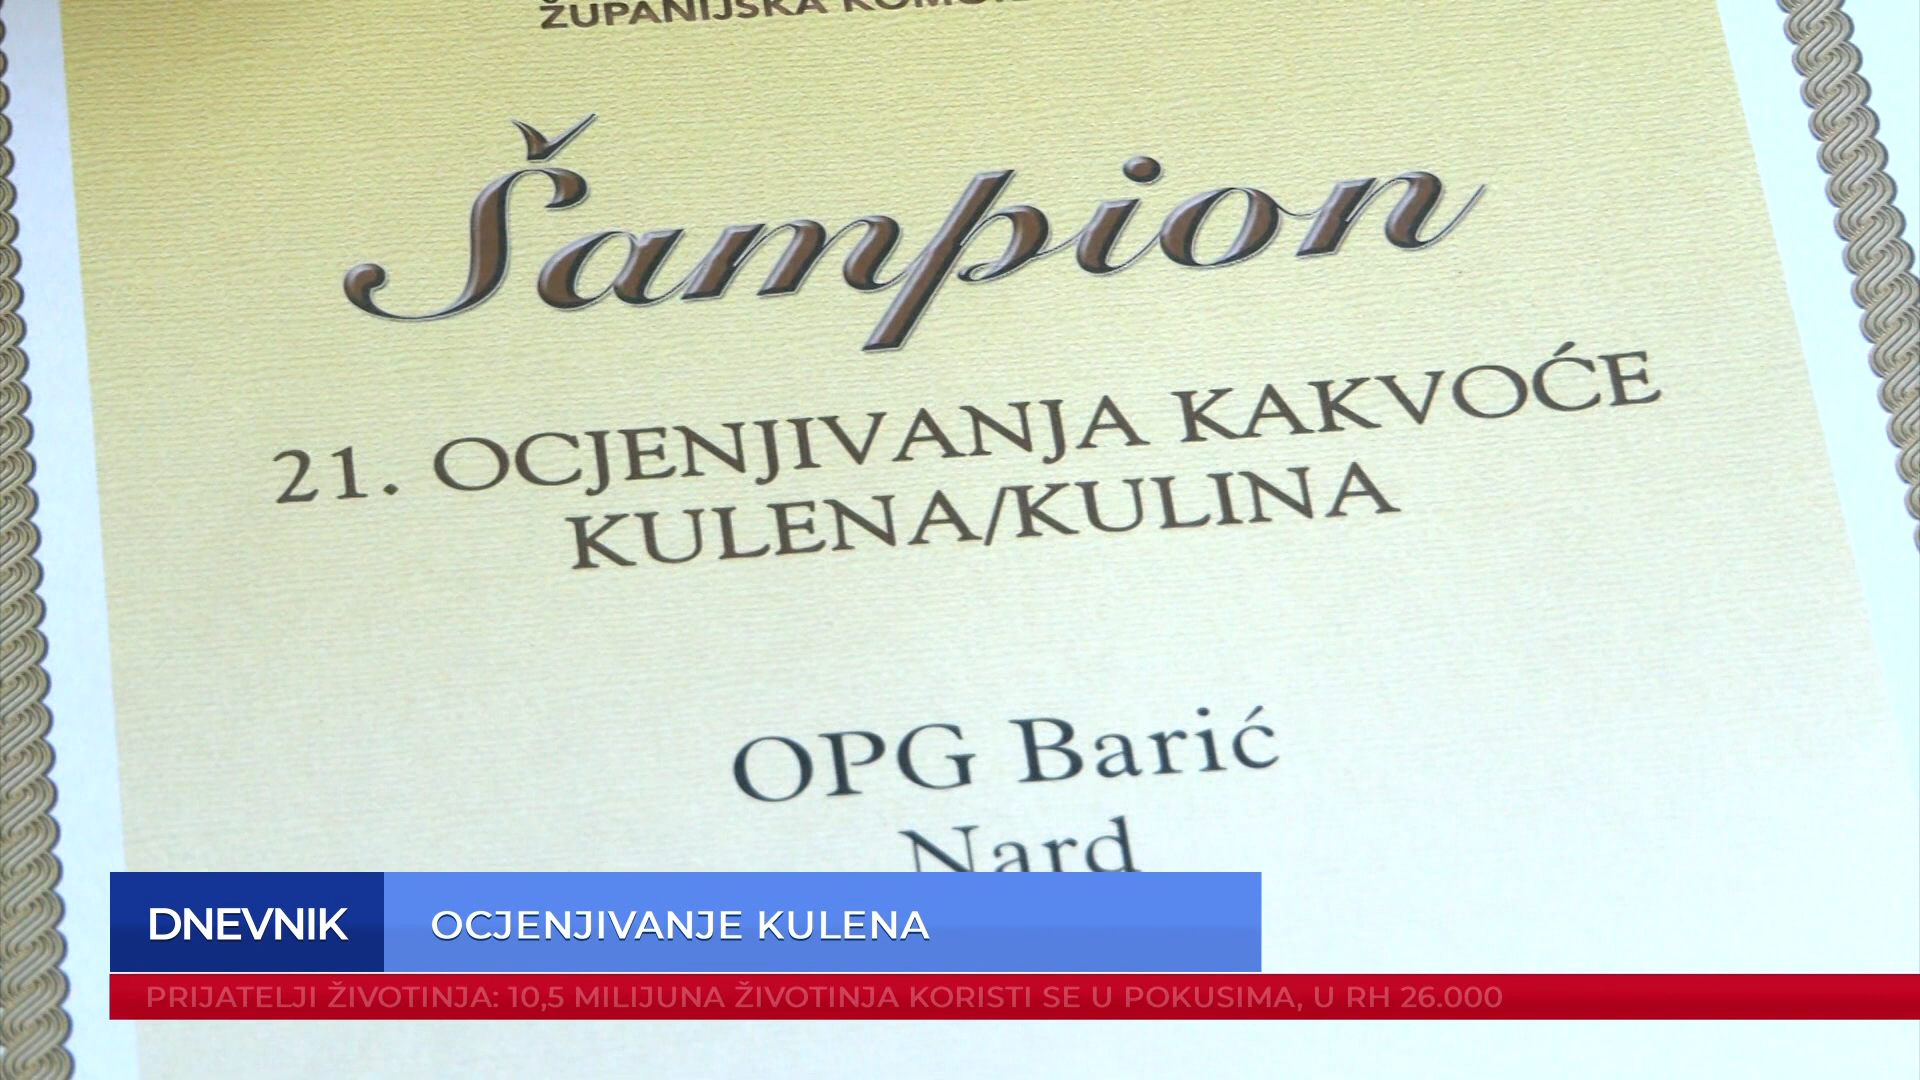 ŽUPANIJSKA
Šampion
21. OCJENJIVANJA KAKVOĆE
KULENA/KULINA
OPG Barić
Nard
DNEVNIK
OCJENJIVANJE KULENA
PRIJATELJI ŽIVOTINJA: 10,5 MILIJUNA ŽIVOTINJA KORISTI SE U POKUSIMA, U RH 26.000